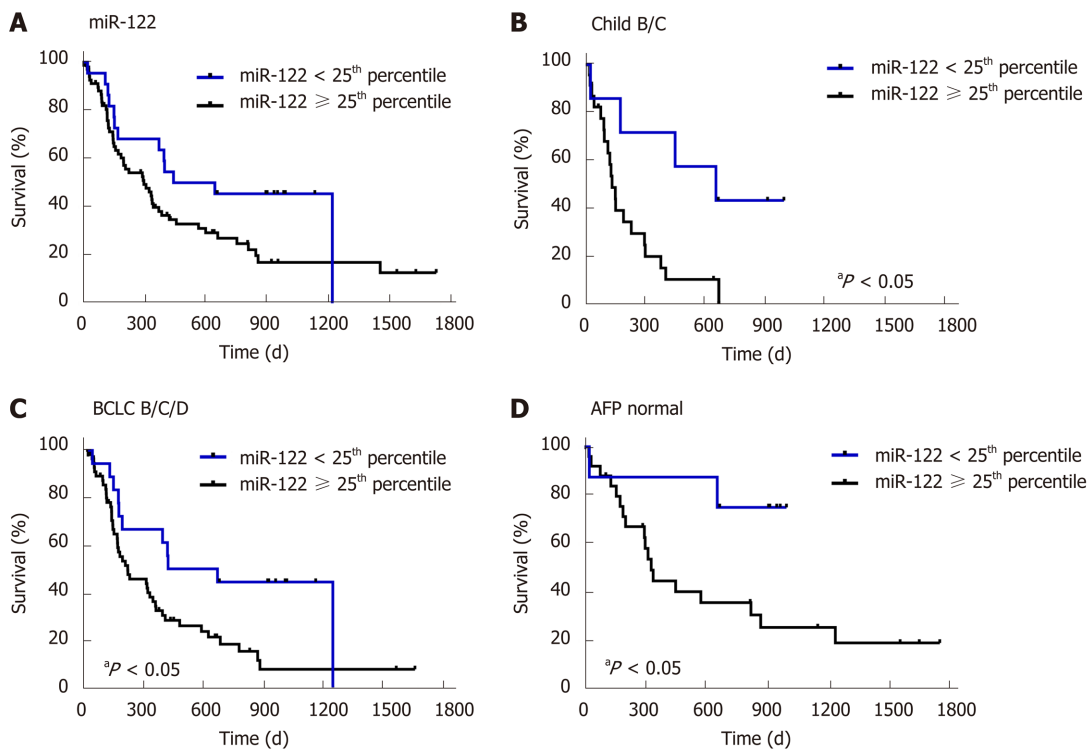 A miR-122
100
80
60
40
20
0
Survival (%)
miR-122 < 25th percentile
miR-122 ⩾ 25th percentile
0 300 600 900 1200 1500 1800
Time (d)
B Child B/C
100
80
60
40
20
0
Survival (%)
miR-122 < 25th percentile
miR-122 ⩾ 25th percentile
aP < 0.05
0 300 600 900 1200 1500 1800
Time (d)
C BCLC B/C/D
100
80
60
40
20
0
Survival (%)
miR-122 < 25th percentile
miR-122 ⩾ 25th percentile
aP < 0.05
0 300 600 900 1200 1500 1800
Time (d)
D AFP normal
100
80
60
40
20
0
Survival (%)
miR-122 < 25th percentile
miR-122 ⩾ 25th percentile
aP < 0.05
0 300 600 900 1200 1500 1800
Time (d)